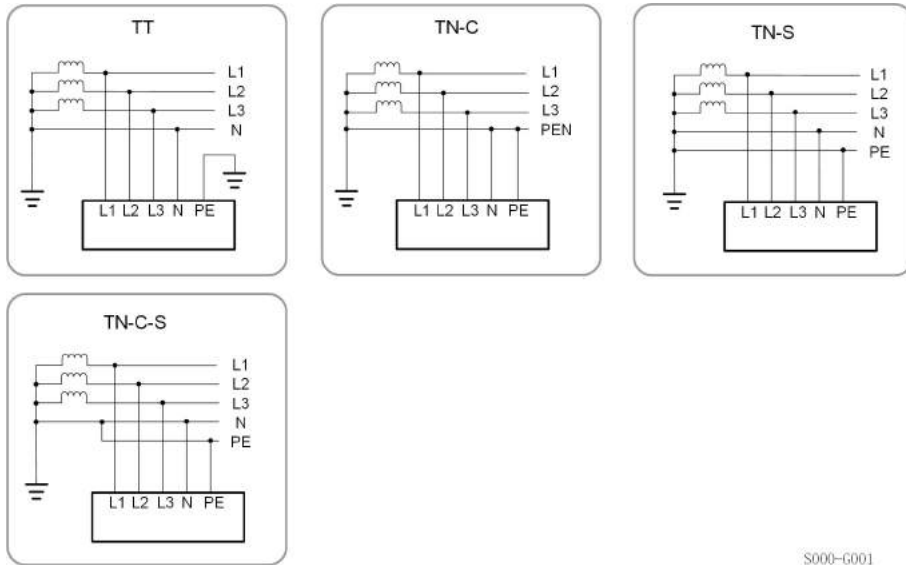 TT
L1
L2
L3
N
L1 L2 L3 N PE
TN-C
L1
L2
L3
PEN
L1 L2 L3 N PE
TN-S
L1
L2
L3
N
PE
L1 L2 L3 N PE
TN-C-S
L1
L2
L3
N
PE
L1 L2 L3 N PE
S000-G001